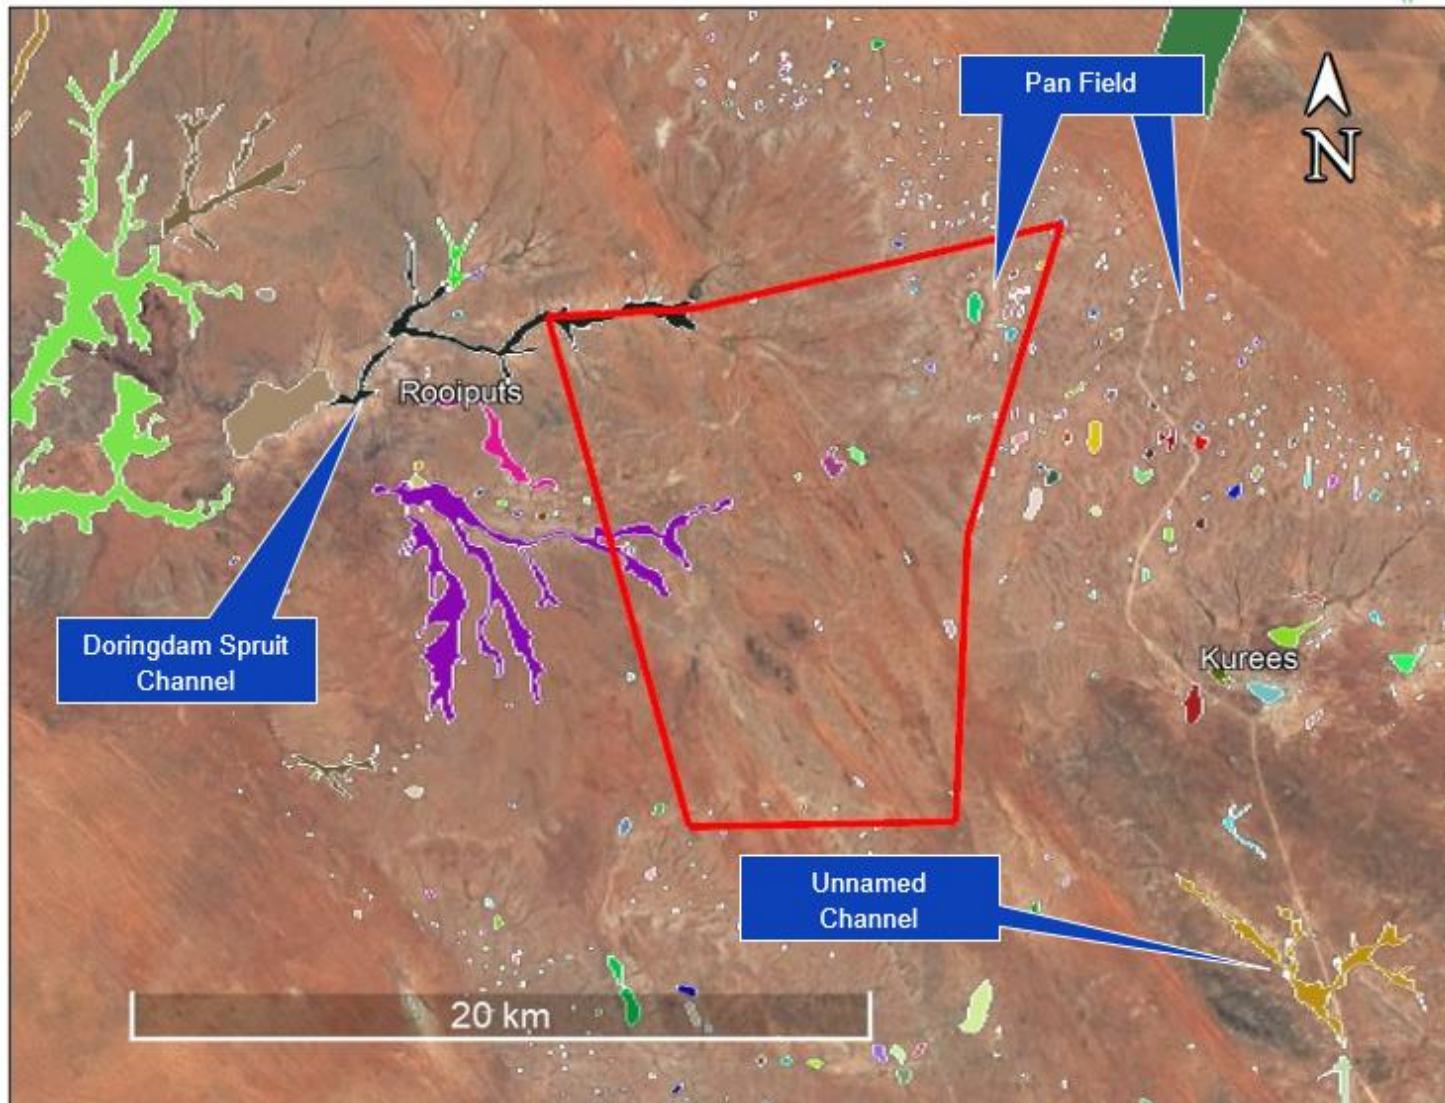 Pan Field
N
Rooiputs
Doringdam Spruit
Channel
Kurees
Unnamed
Channel
20 km